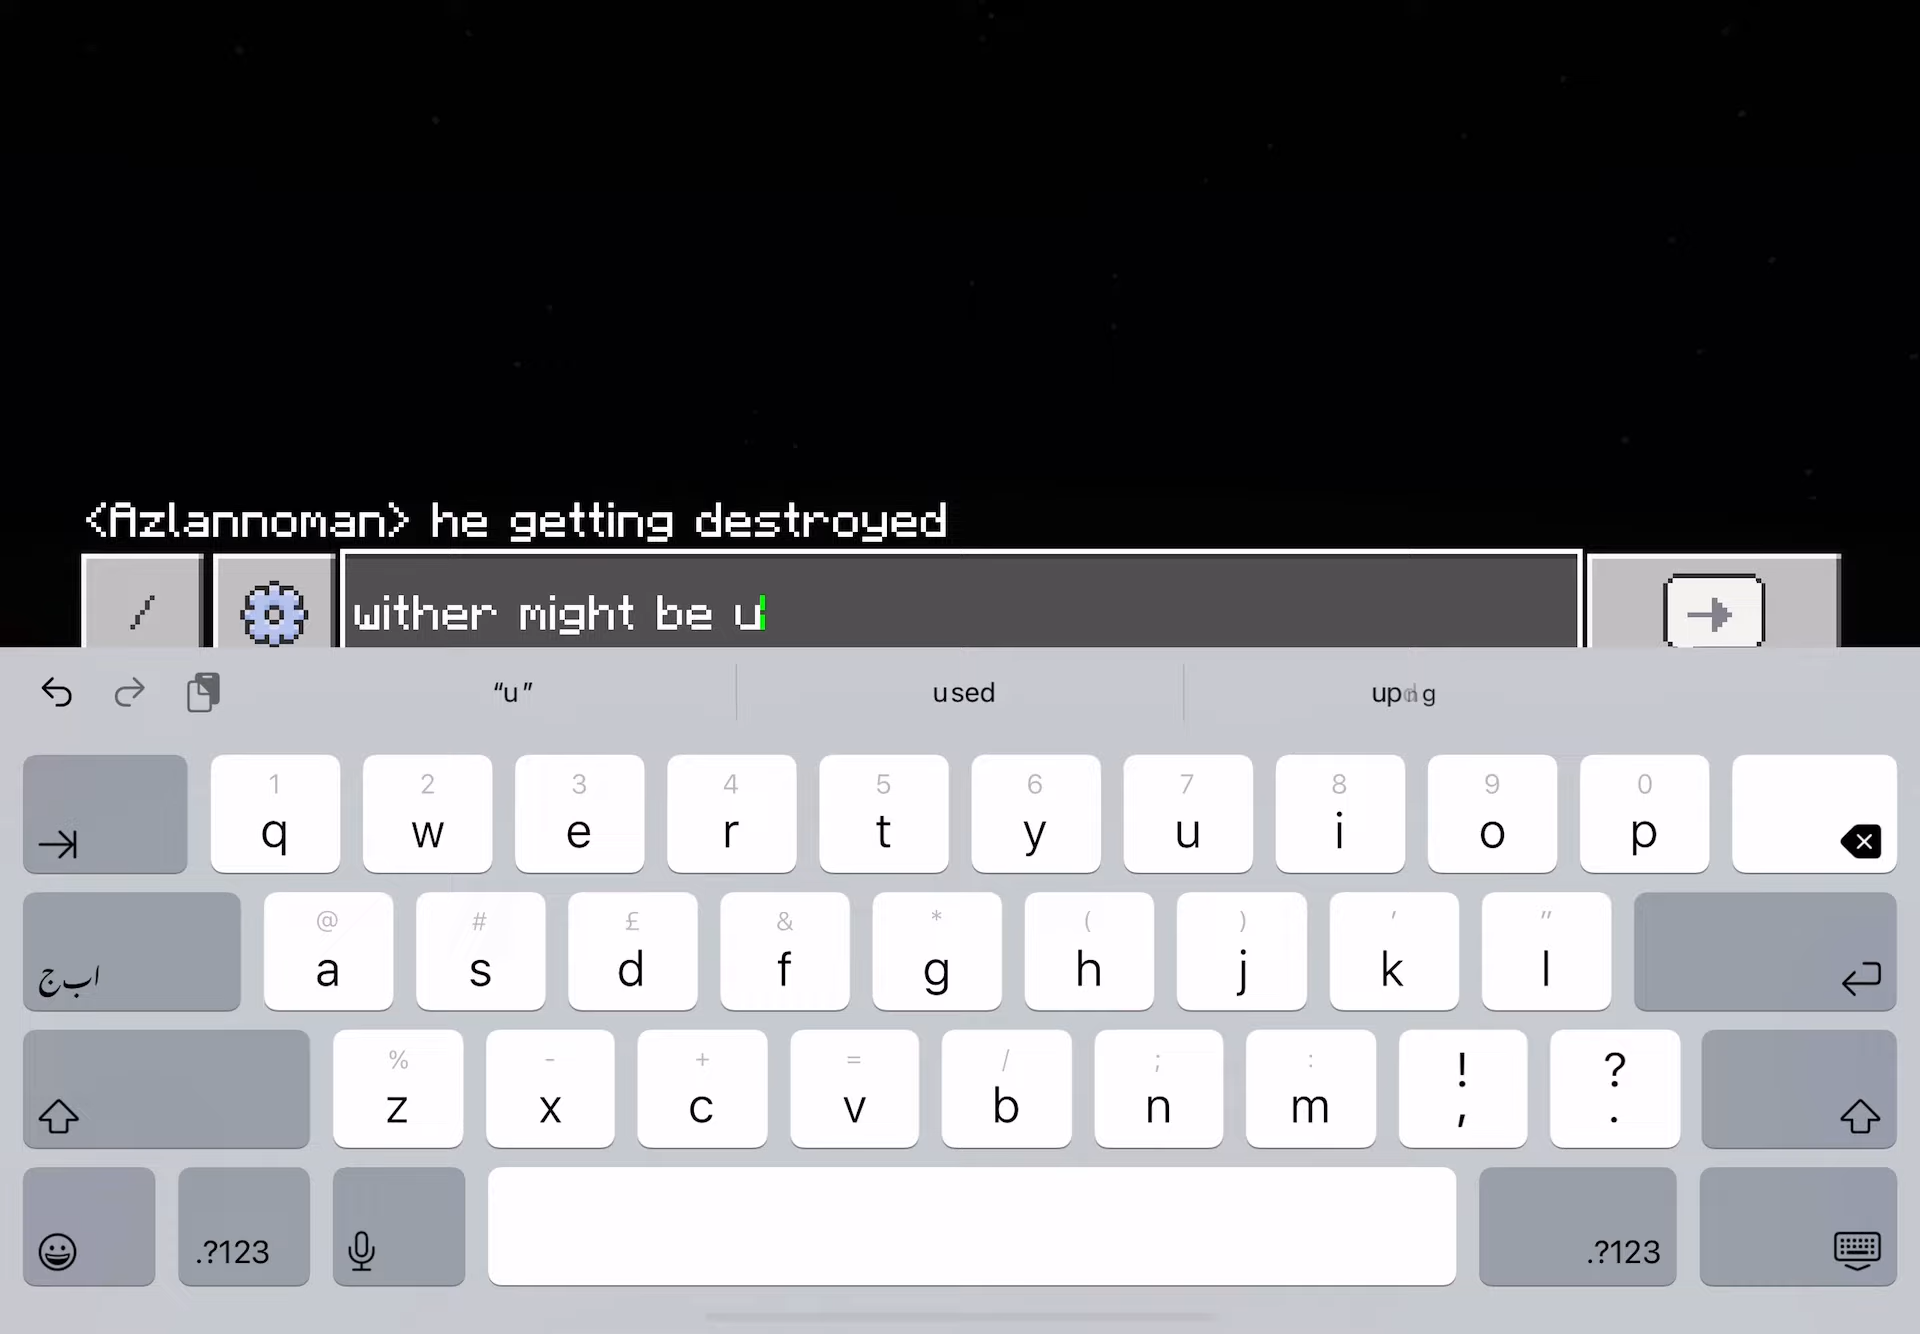 <Azlannoman> he getting destroyed
/
wither might be u
“u” used
1 2 3 4 5 6 7 8 9 0
q w e r t y u i o p
@ # £ & * ( ) ' "
ا ب ج a s d f g h j k l
% - + = / ; : ! ?
z x c v b n m , .
.?123 .?123